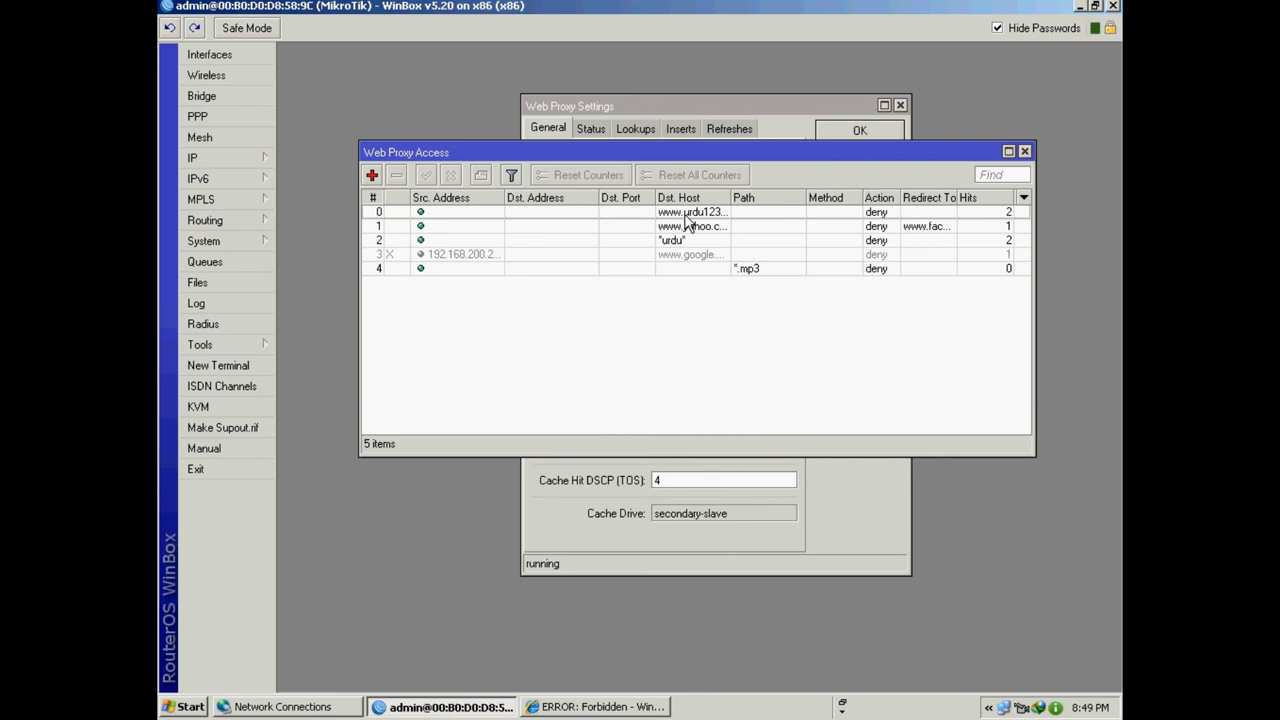 admin@00:B0:D0:D8:58:9C (MikroTik) - WinBox v5.20 on x86 (x86)
Safe Mode
Hide Passwords
Interfaces
Wireless
Bridge
PPP
Mesh
IP
IPv6
MPLS
Routing
System
Queues
Files
Log
Radius
Tools
New Terminal
ISDN Channels
KVM
Make Supout.rif
Manual
Exit
RouterOS WinBox
Web Proxy Settings
General Status Lookups Inserts Refreshes
OK
Web Proxy Access
Reset Counters Reset All Counters Find
# Src. Address Dst. Address Dst. Port Dst. Host Path Method Action Redirect To Hits
0 www.urdu123... deny 2
1 deny www.fac... 1
2 "urdu" deny 2
3 X 192.168.200.2... www.google.... deny 1
4 *.mp3 deny 0
5 items
Cache Hit DSCP (TOS): 4
Cache Drive: secondary-slave
running
Start Network Connections admin@00:B0:D0:D8:5... ERROR: Forbidden - Win... 8:49 PM